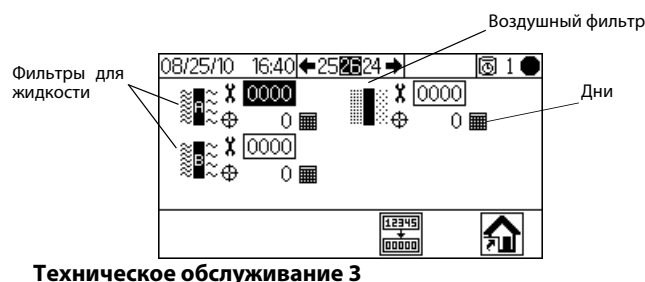 Воздушный фильтр
08/25/10 16:40 25 26 24 1
Фильтры для
жидкости
A 0000 0000
0 0
Дни
B 0000
0
12345
00000
Техническое обслуживание 3